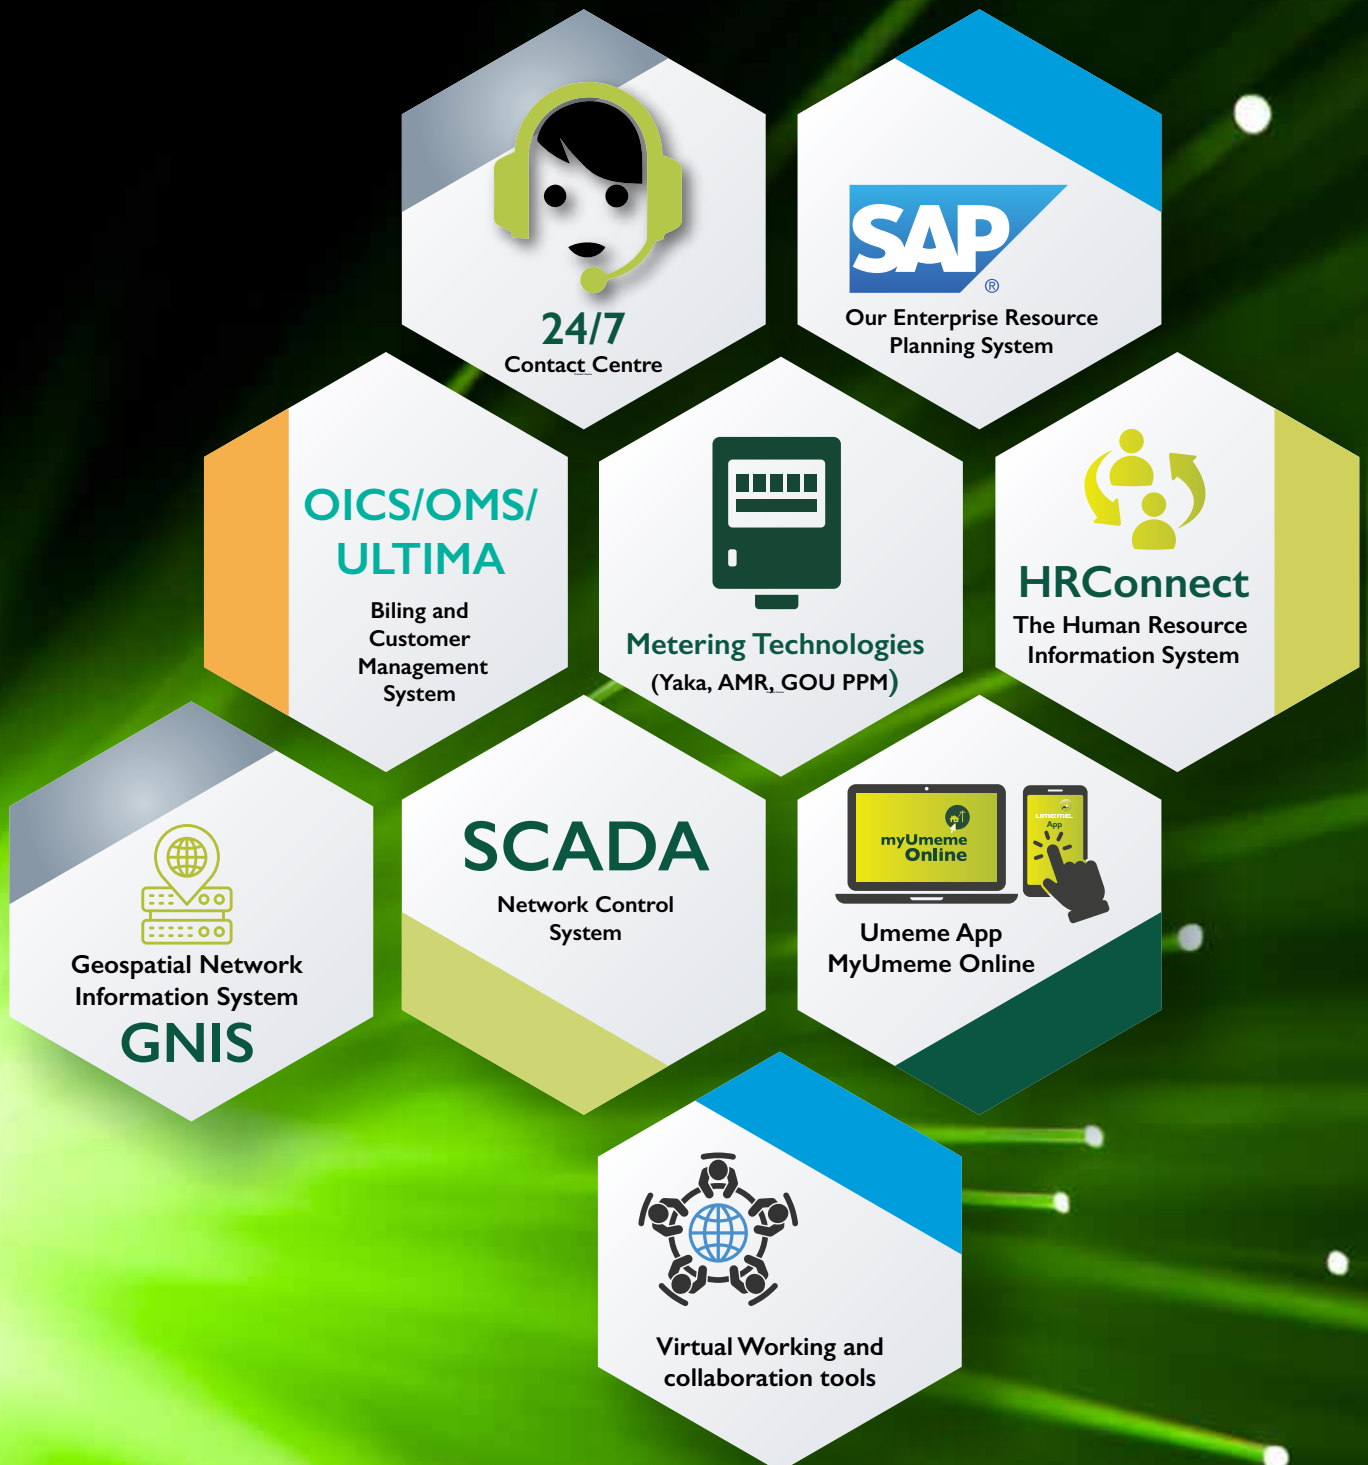 24/7
Contact Centre
SAP
®
Our Enterprise Resource
Planning System
OICS/OMS/
ULTIMA
Biling and
Customer
Management
System
Metering Technologies
(Yaka, AMR, GOU PPM)
HRConnect
The Human Resource
Information System
Geospatial Network
Information System
GNIS
SCADA
Network Control
System
myUmeme
Online
UMEME
App
Umeme App
MyUmeme Online
Virtual Working and
collaboration tools